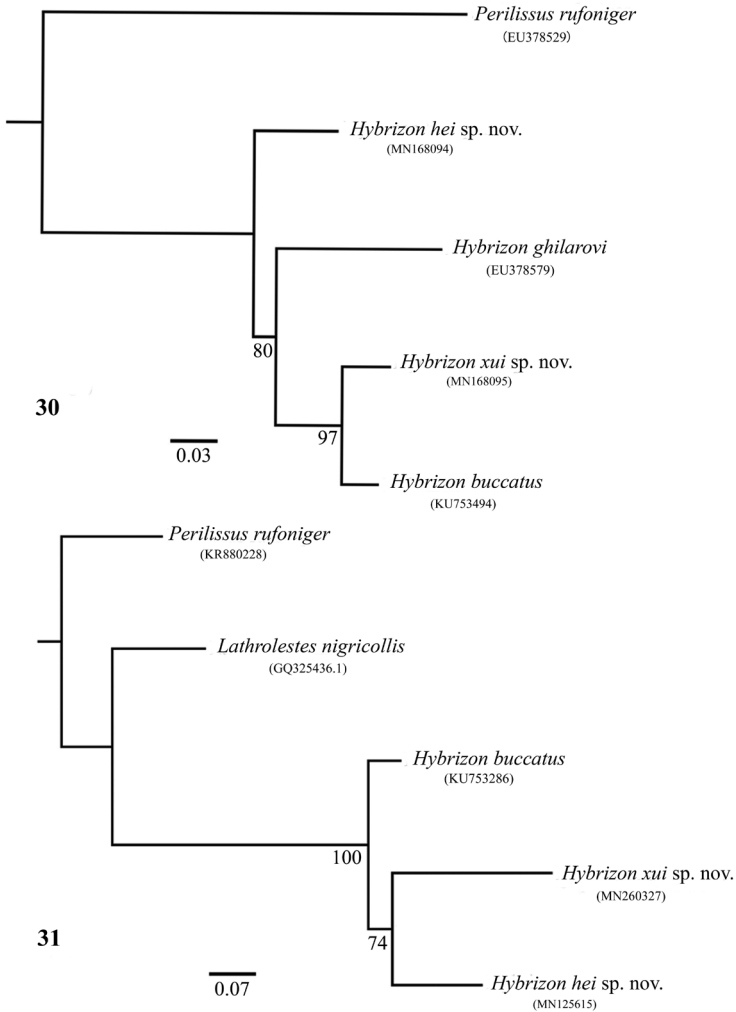 Perilissus rufoniger
(EU378529)
Hybrizon hei sp. nov.
(MN168094)
Hybrizon ghilarovi
(EU378579)
80
Hybrizon xui sp. nov.
(MN168095)
30
97
0.03
Hybrizon buccatus
(KU753494)
Perilissus rufoniger
(KR880228)
Lathrolestes nigricollis
(GQ325436.1)
Hybrizon buccatus
(KU753286)
100
Hybrizon xui sp. nov.
(MN260327)
31
74
0.07
Hybrizon hei sp. nov.
(MN125615)